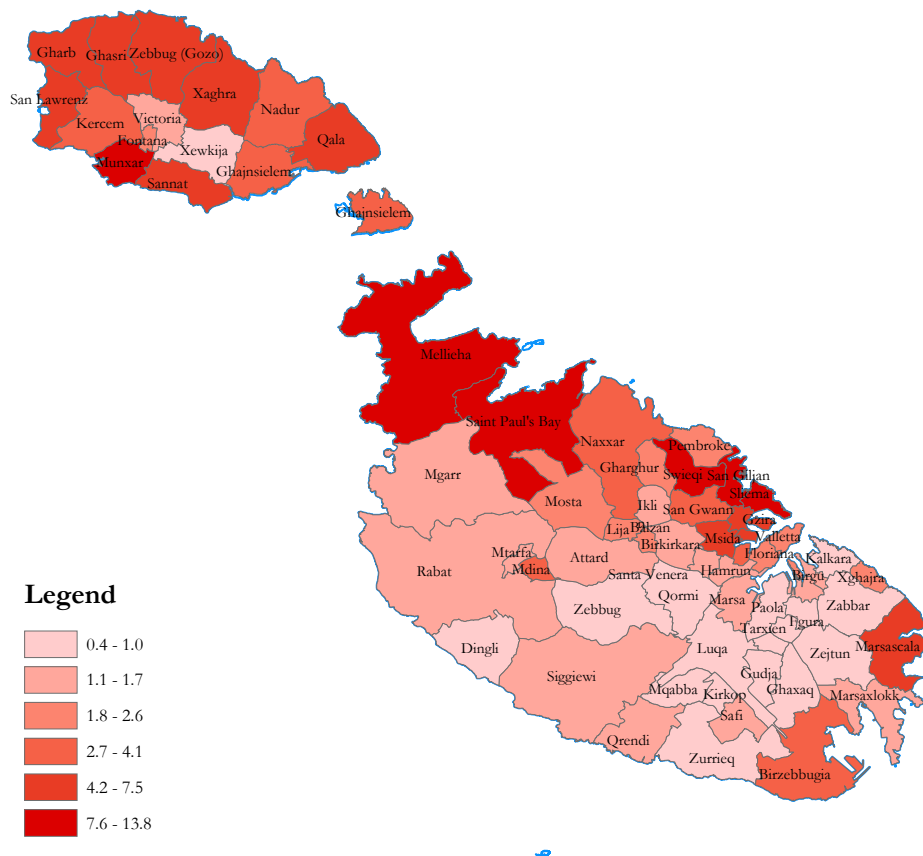 Gharb
Ghasri
Zebbug (Gozo)
San Lawrenz
Xaghra
Nadur
Kercem
Victoria
Fontana
Xewkija
Qala
Munxar
Ghajnsielem
Sannat
Ghajnsielem
Mellieha
Saint Paul's Bay
Naxxar
Pembroke
Mgarr
Gharghur
Swieqi
San Giljan
Sliema
Mosta
Ikli
San Gwann
Gzira
Lija
Balzan
Msida
Valletta
Birkirkara
Floriana
Mtarfa
Attard
Kalkara
Rabat
Mdina
Santa Venera
Hamrun
Birgu
Xghajra
Zebbug
Qormi
Marsa
Paola
Zabbar
Tarxien
Fgura
Dingli
Luqa
Zejtun
Marsascala
Siggiewi
Gudja
Mqabba
Kirkop
Ghaxaq
Marsaxlokk
Safi
Qrendi
Zurrieq
Birzebbugia
Legend
0.4 - 1.0
1.1 - 1.7
1.8 - 2.6
2.7 - 4.1
4.2 - 7.5
7.6 - 13.8